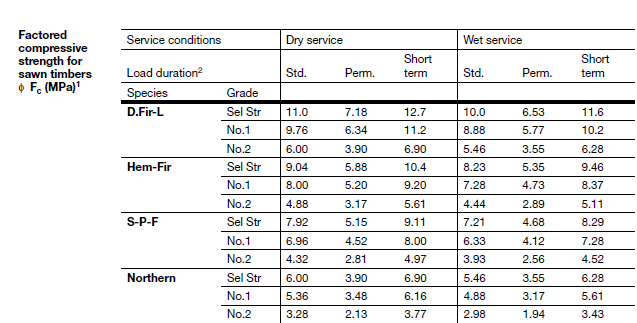 Factored
compressive
strength for
sawn timbers
ϕ Fc (MPa)¹
Service conditions Dry service Wet service
Load duration² Std. Perm. Short term Std. Perm. Short term
Species Grade
D.Fir-L Sel Str 11.0 7.18 12.7 10.0 6.53 11.6
No.1 9.76 6.34 11.2 8.88 5.77 10.2
No.2 6.00 3.90 6.90 5.46 3.55 6.28
Hem-Fir Sel Str 9.04 5.88 10.4 8.23 5.35 9.46
No.1 8.00 5.20 9.20 7.28 4.73 8.37
No.2 4.88 3.17 5.61 4.44 2.89 5.11
S-P-F Sel Str 7.92 5.15 9.11 7.21 4.68 8.29
No.1 6.96 4.52 8.00 6.33 4.12 7.28
No.2 4.32 2.81 4.97 3.93 2.56 4.52
Northern Sel Str 6.00 3.90 6.90 5.46 3.55 6.28
No.1 5.36 3.48 6.16 4.88 3.17 5.61
No.2 3.28 2.13 3.77 2.98 1.94 3.43